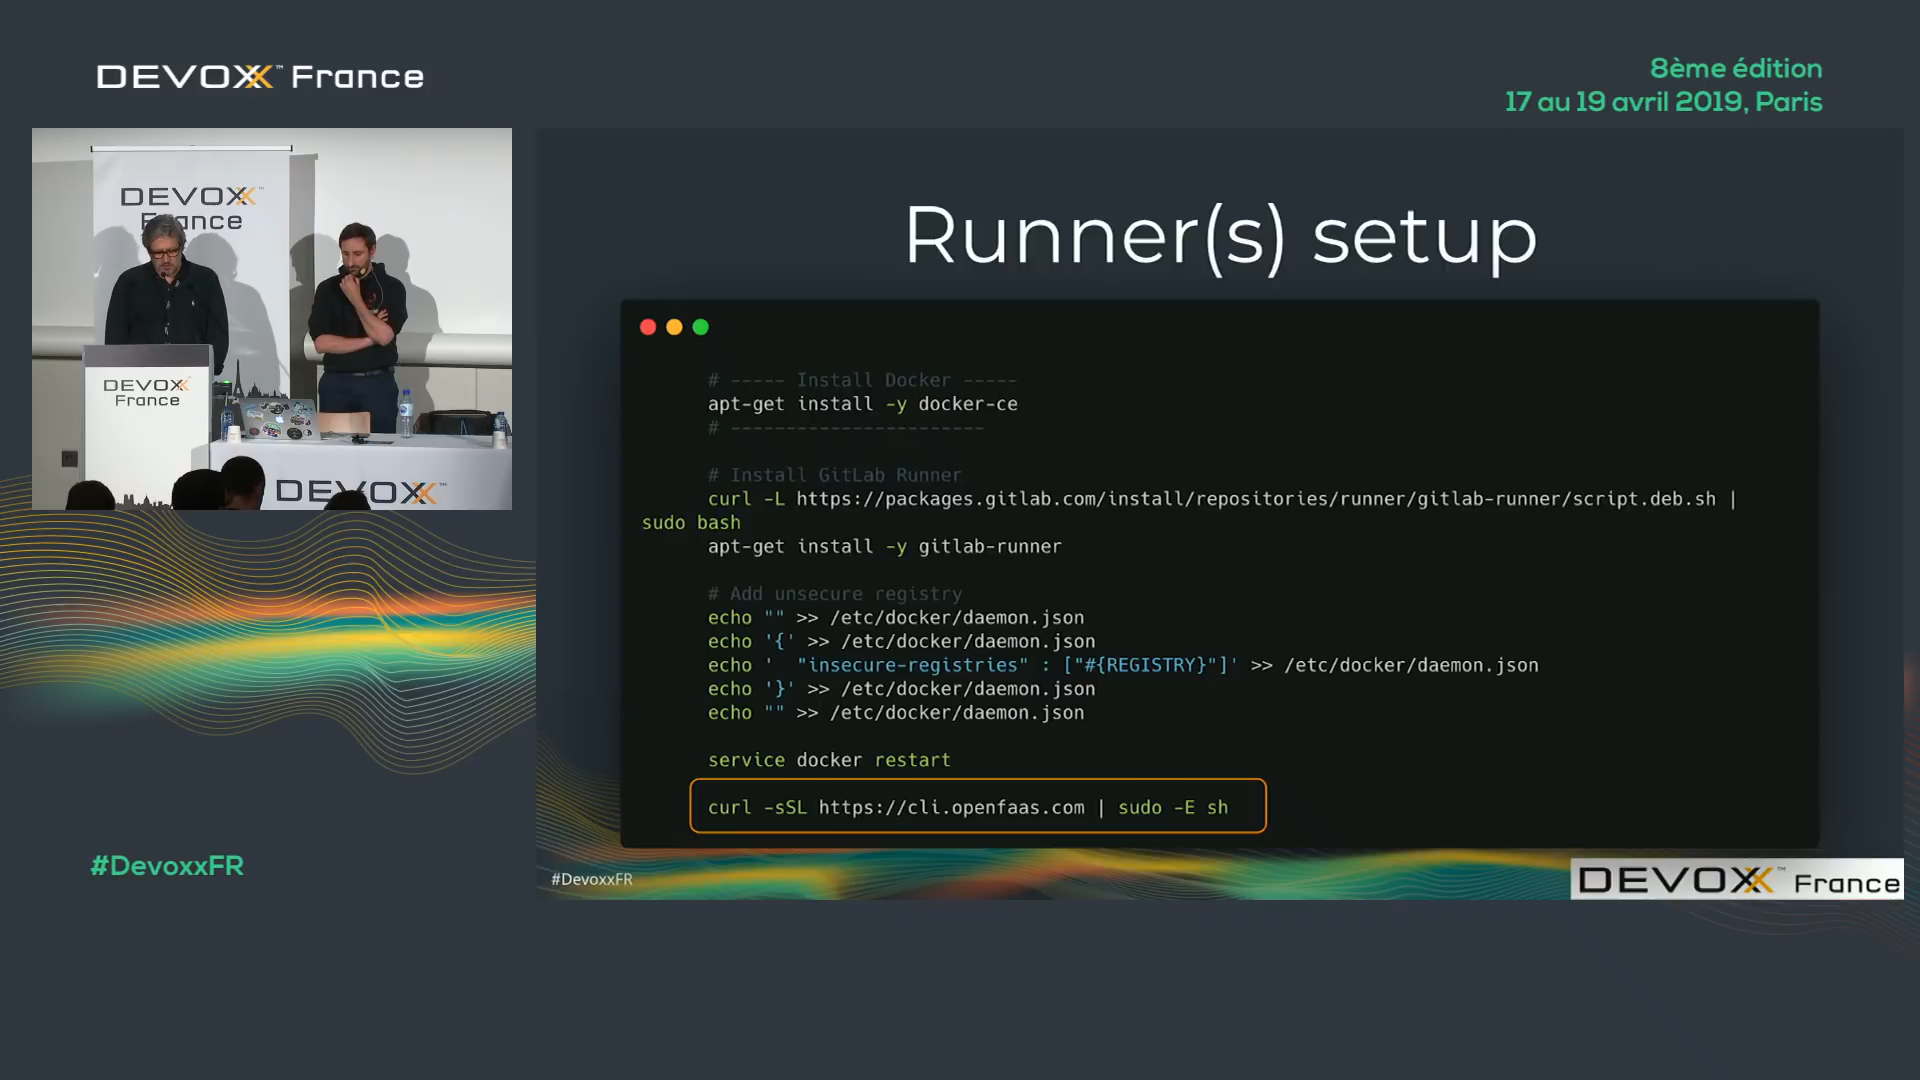 DEVOXX™ France
8ème édition
17 au 19 avril 2019, Paris
DEVOXX™
France
DEVOXX
France
DEVOXX™
Runner(s) setup
# ----- Install Docker -----
apt-get install -y docker-ce
# -----------------------
# Install GitLab Runner
curl -L https://packages.gitlab.com/install/repositories/runner/gitlab-runner/script.deb.sh |
sudo bash
apt-get install -y gitlab-runner
# Add unsecure registry
echo "" >> /etc/docker/daemon.json
echo '{' >> /etc/docker/daemon.json
echo '  "insecure-registries" : ["#{REGISTRY}"]' >> /etc/docker/daemon.json
echo '}' >> /etc/docker/daemon.json
echo "" >> /etc/docker/daemon.json
service docker restart
curl -sSL https://cli.openfaas.com | sudo -E sh
#DevoxxFR
#DevoxxFR
DEVOXX™ France